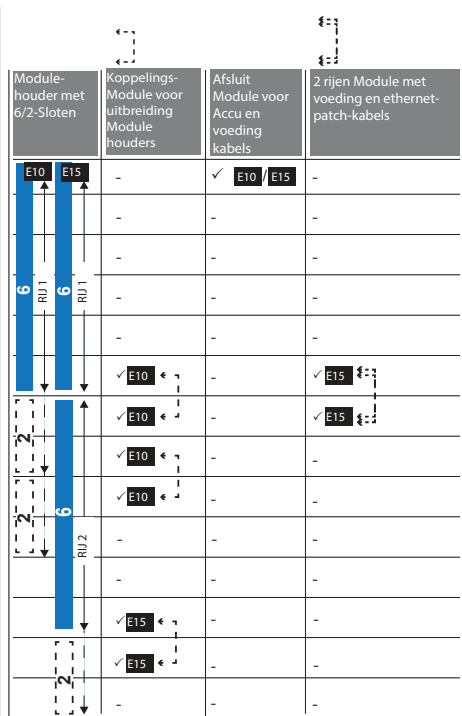 Module-
houder met
6/2-Sloten
Koppelings-
Module voor
uitbreiding
Module
houders
Afsluit
Module voor
Accu en
voeding
kabels
2 rijen Module met
voeding en ethernet-
patch-kabels
E10 E15 - ✓ E10 / E15 -
- - -
- - -
6 RIJ 1 6 RIJ 1 - - -
- - -
- - -
✓ E10 - ✓ E15
2 ✓ E10 - ✓ E15
✓ E10 - -
2 6 ✓ E10 - -
RIJ 2 - - -
- - -
✓ E15 - -
2 ✓ E15 - -
- - -